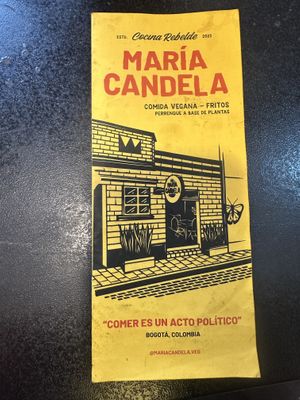 ESTD. Cocina Rebelde 2021
MARÍA
CANDELA
COMIDA VEGANA – FRITOS
PERRENQUE A BASE DE PLANTAS
"COMER ES UN ACTO POLÍTICO"
BOGOTÁ, COLOMBIA
@MARIACANDELA.VEG